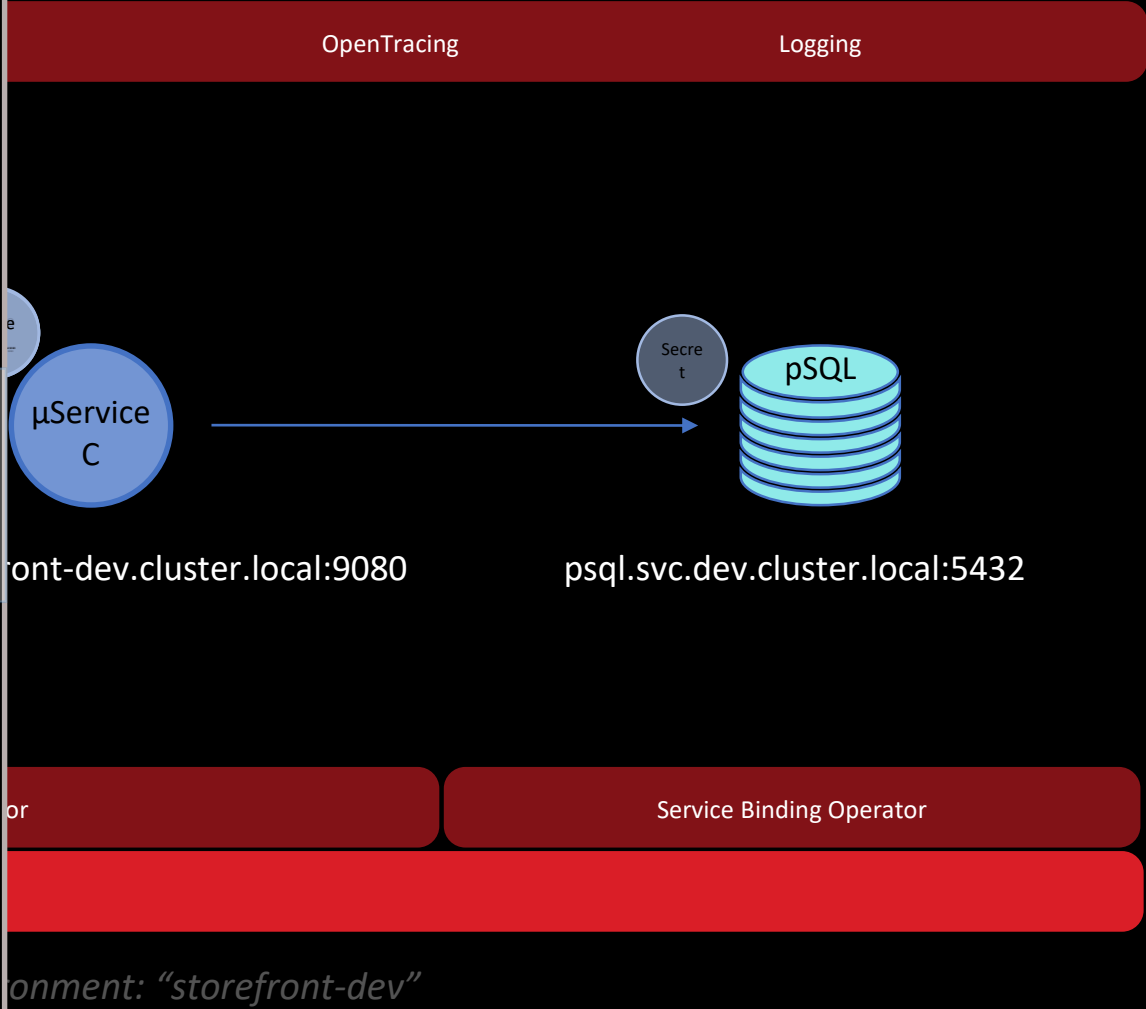 OpenTracing
Logging
e
Secre
t
pSQL
µService
C
ront-dev.cluster.local:9080
psql.svc.dev.cluster.local:5432
or
Service Binding Operator
onment: “storefront-dev”